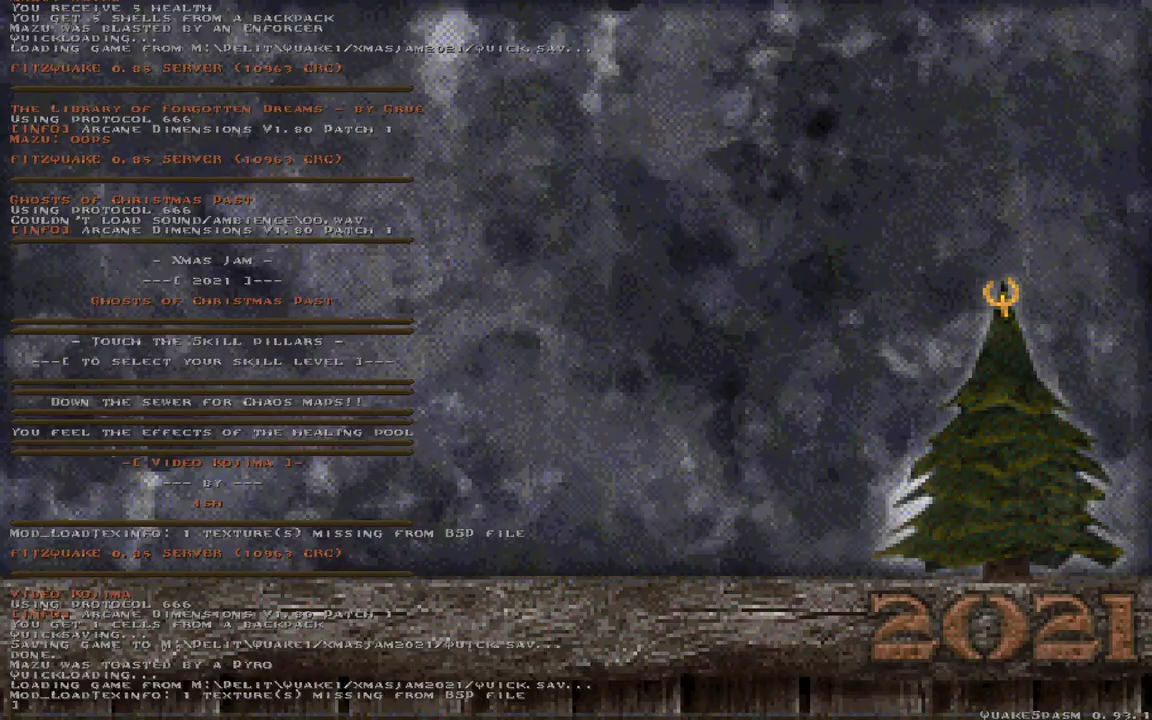 YOU RECEIVE 5 HEALTH
YOU GET 5 SHELLS FROM A BACKPACK
MAZU WAS BLASTED BY AN ENFORCER
QUICKLOADING...
LOADING GAME FROM M:\PELIT\QUAKE1/XMASJAM2021/QUICK.SAV...
FITZQUAKE 0.85 SERVER (10963 CRC)
THE LIBRARY OF FORGOTTEN DREAMS - BY GRUE
USING PROTOCOL 666
[INFO] ARCANE DIMENSIONS V1.80 PATCH 1
MAZU: OOPS
FITZQUAKE 0.85 SERVER (10963 CRC)
GHOSTS OF CHRISTMAS PAST
USING PROTOCOL 666
COULDN'T LOAD SOUND/AMBIENCE\OO.WAV
[INFO] ARCANE DIMENSIONS V1.80 PATCH 1
- XMAS JAM -
---[ 2021 ]---
GHOSTS OF CHRISTMAS PAST
- TOUCH THE SKILL PILLARS -
---[ TO SELECT YOUR SKILL LEVEL ]---
DOWN THE SEWER FOR CHAOS MAPS!!
YOU FEEL THE EFFECTS OF THE HEALING POOL
-[ VIDEO KOJIMA ]-
--- BY ---
ISH
MOD_LOADTEXINFO: 1 TEXTURE(S) MISSING FROM BSP FILE
FITZQUAKE 0.85 SERVER (10963 CRC)
VIDEO KOJIMA
USING PROTOCOL 666
[INFO] ARCANE DIMENSIONS V1.80 PATCH 1
YOU GET 1 CELLS FROM A BACKPACK
QUICKSAVING...
SAVING GAME TO M:\PELIT\QUAKE1/XMASJAM2021/QUICK.SAV...
DONE.
MAZU WAS TOASTED BY A PYRO
QUICKLOADING...
LOADING GAME FROM M:\PELIT\QUAKE1/XMASJAM2021/QUICK.SAV...
MOD_LOADTEXINFO: 1 TEXTURE(S) MISSING FROM BSP FILE
]
2021
QUAKESPASM 0.93.1